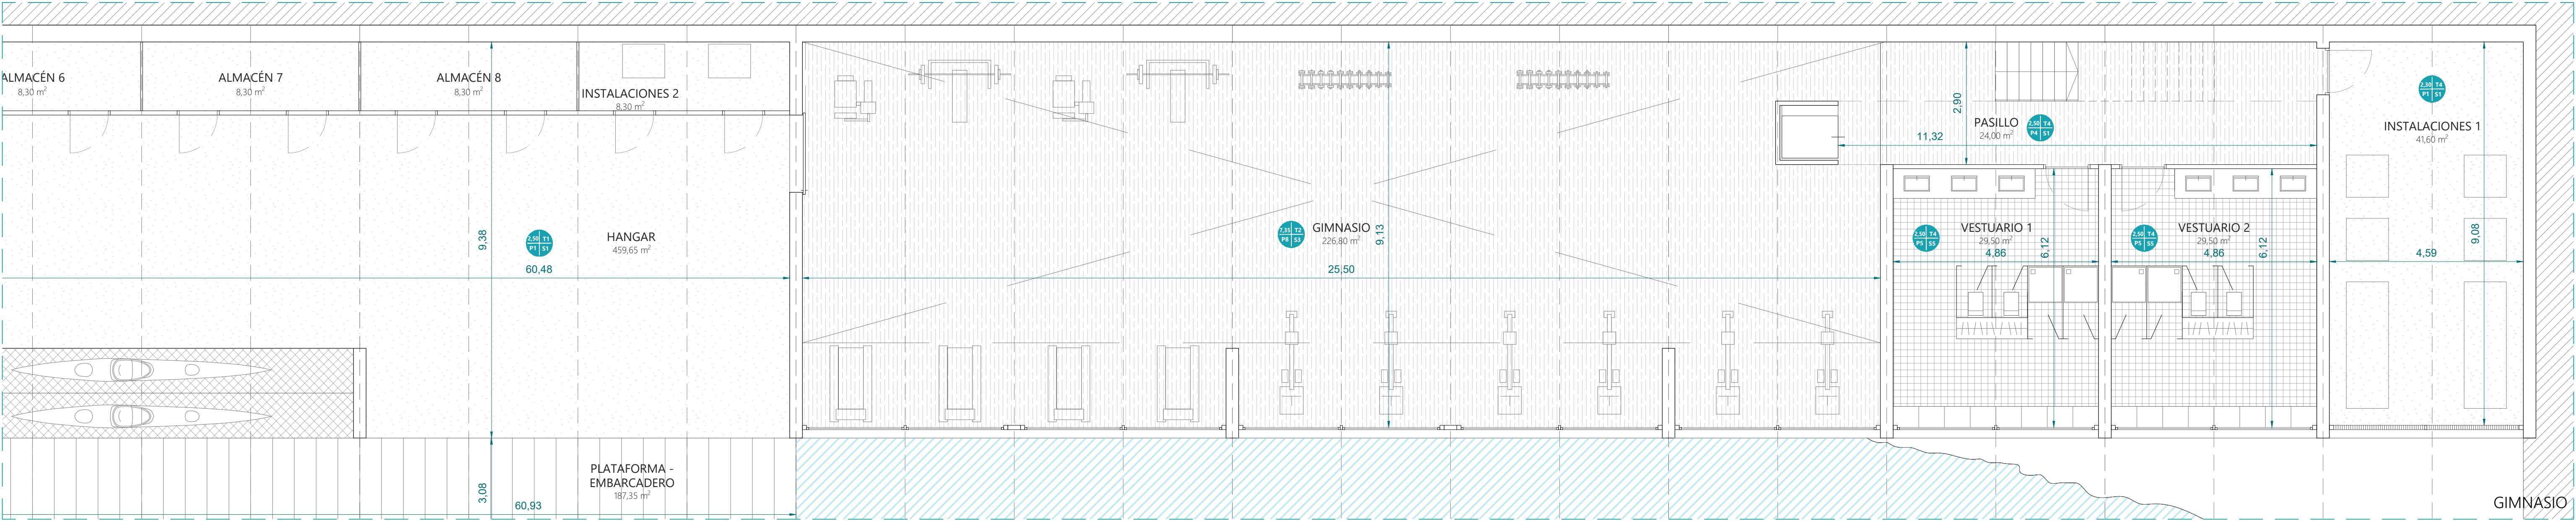 ALMACÉN 6
8,30 m²
ALMACÉN 7
8,30 m²
ALMACÉN 8
8,30 m²
INSTALACIONES 2
8,30 m²
9,38
2,50 T1
P1 S1
HANGAR
459,65 m²
60,48
PLATAFORMA -
EMBARCADERO
187,35 m²
3,08
60,93
7,35 T2
P8 S3
GIMNASIO
226,80 m²
9,13
25,50
2,90
PASILLO
24,00 m²
2,50 T4
P4 S1
11,32
2,50 T4
P5 S5
VESTUARIO 1
29,50 m²
4,86
6,12
2,50 T4
P5 S5
VESTUARIO 2
29,50 m²
4,86
6,12
2,30 T4
P1 S1
INSTALACIONES 1
41,60 m²
9,08
4,59
GIMNASIO